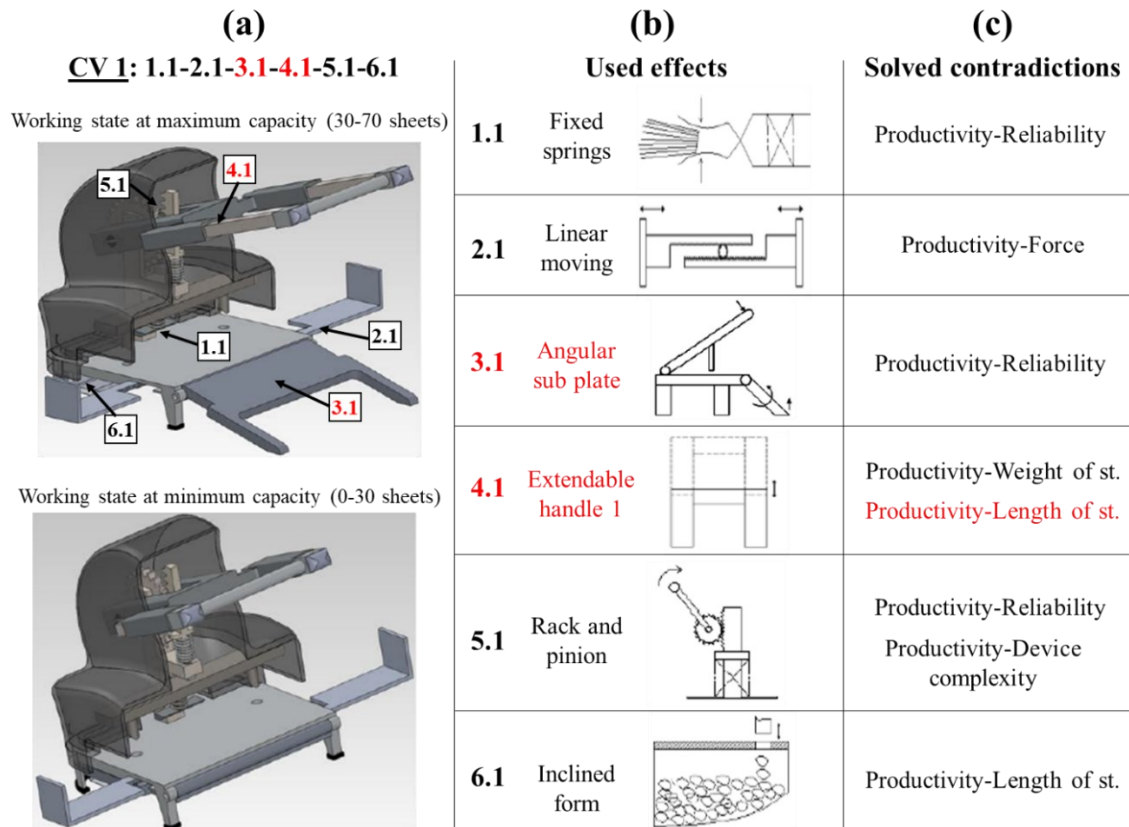 (a)
CV 1: 1.1-2.1-3.1-4.1-5.1-6.1
Working state at maximum capacity (30-70 sheets)
5.1
4.1
2.1
1.1
3.1
6.1
Working state at minimum capacity (0-30 sheets)
(b)
Used effects
(c)
Solved contradictions
1.1
Fixed
springs
Productivity-Reliability
2.1
Linear
moving
Productivity-Force
3.1
Angular
sub plate
Productivity-Reliability
4.1
Extendable
handle 1
Productivity-Weight of st.
Productivity-Length of st.
5.1
Rack and
pinion
Productivity-Reliability
Productivity-Device
complexity
6.1
Inclined
form
Productivity-Length of st.